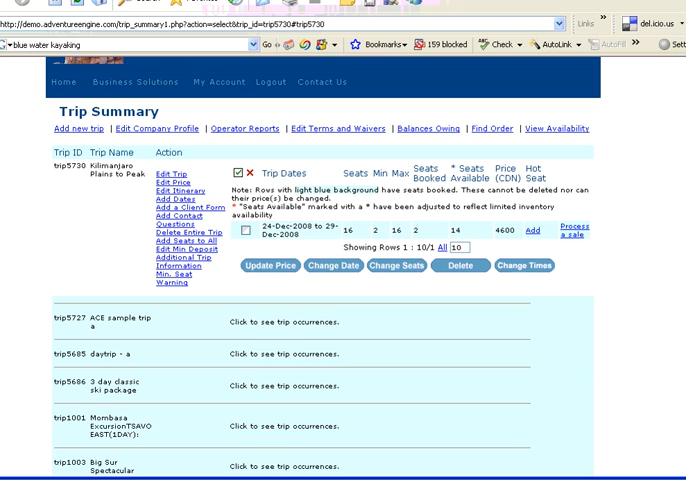 http://demo.adventureengine.com/trip_summary1.php?action=select&trip_id=trip5730#trip5730
Links » del.icio.us
blue water kayaking Go Bookmarks 159 blocked Check AutoLink AutoFill »
Home Business Solutions My Account Logout Contact Us
Trip Summary
Add new trip | Edit Company Profile | Operator Reports | Edit Terms and Waivers | Balances Owing | Find Order | View Availability
Trip ID Trip Name Action
trip5730 Kilimanjaro Plains to Peak
Edit Trip
Edit Price
Edit Itinerary
Add Dates
Add a Client Form
Add Contact
Questions
Delete Entire Trip
Add Seats to All
Edit Min Deposit
Additional Trip
Information
Min. Seat
Warning
Trip Dates Seats Min Max Seats Booked * Seats Available Price (CDN) Hot Seat
Note: Rows with light blue background have seats booked. These cannot be deleted nor can
their price(s) be changed.
* "Seats Available" marked with a * have been adjusted to reflect limited inventory
availability
24-Dec-2008 to 29-Dec-2008 16 2 16 2 14 4600 Add Process a sale
Showing Rows 1 : 10/1 All 10
Update Price Change Date Change Seats Delete Change Times
trip5727 ACE sample trip a Click to see trip occurrences.
trip5685 daytrip - a Click to see trip occurrences.
trip5686 3 day classic ski package Click to see trip occurrences.
trip1001 Mombasa ExcursionTSAVO EAST(1DAY): Click to see trip occurrences.
trip1003 Big Sur Spectacular Click to see trip occurrences.